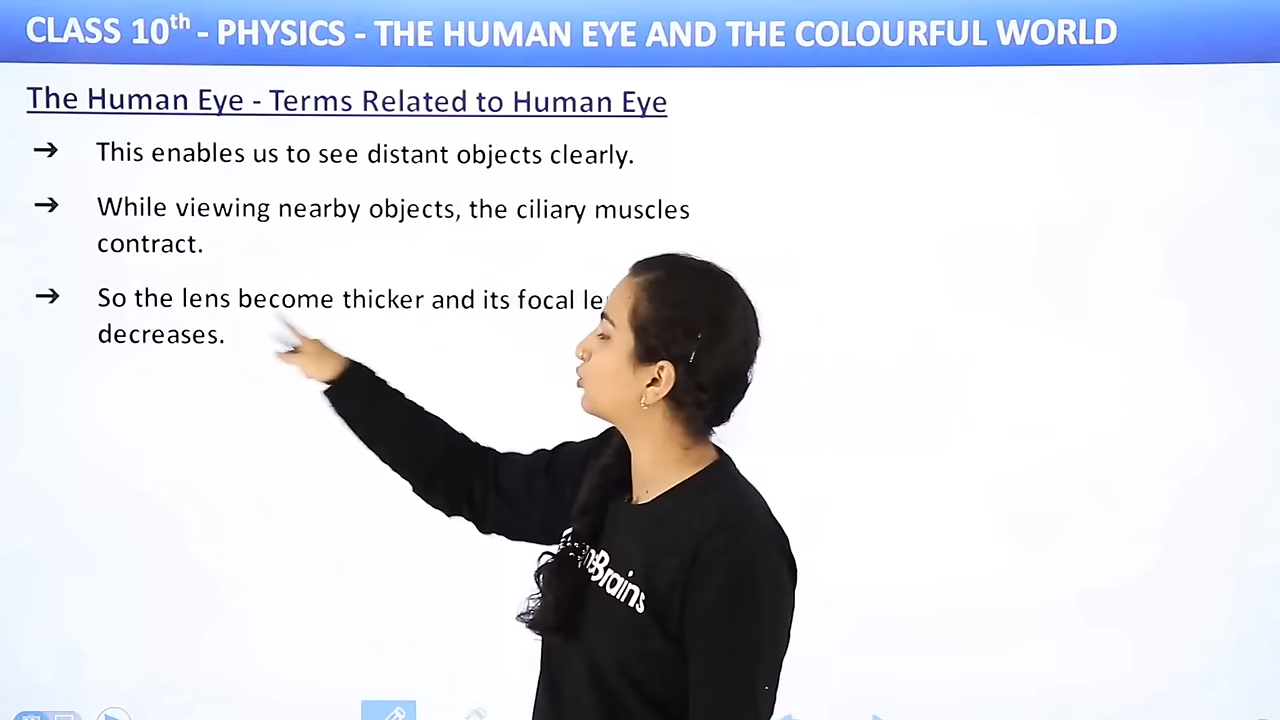 CLASS 10th - PHYSICS - THE HUMAN EYE AND THE COLOURFUL WORLD
The Human Eye - Terms Related to Human Eye
➔ This enables us to see distant objects clearly.
➔ While viewing nearby objects, the ciliary muscles
contract.
➔ So the lens become thicker and its focal
decreases.